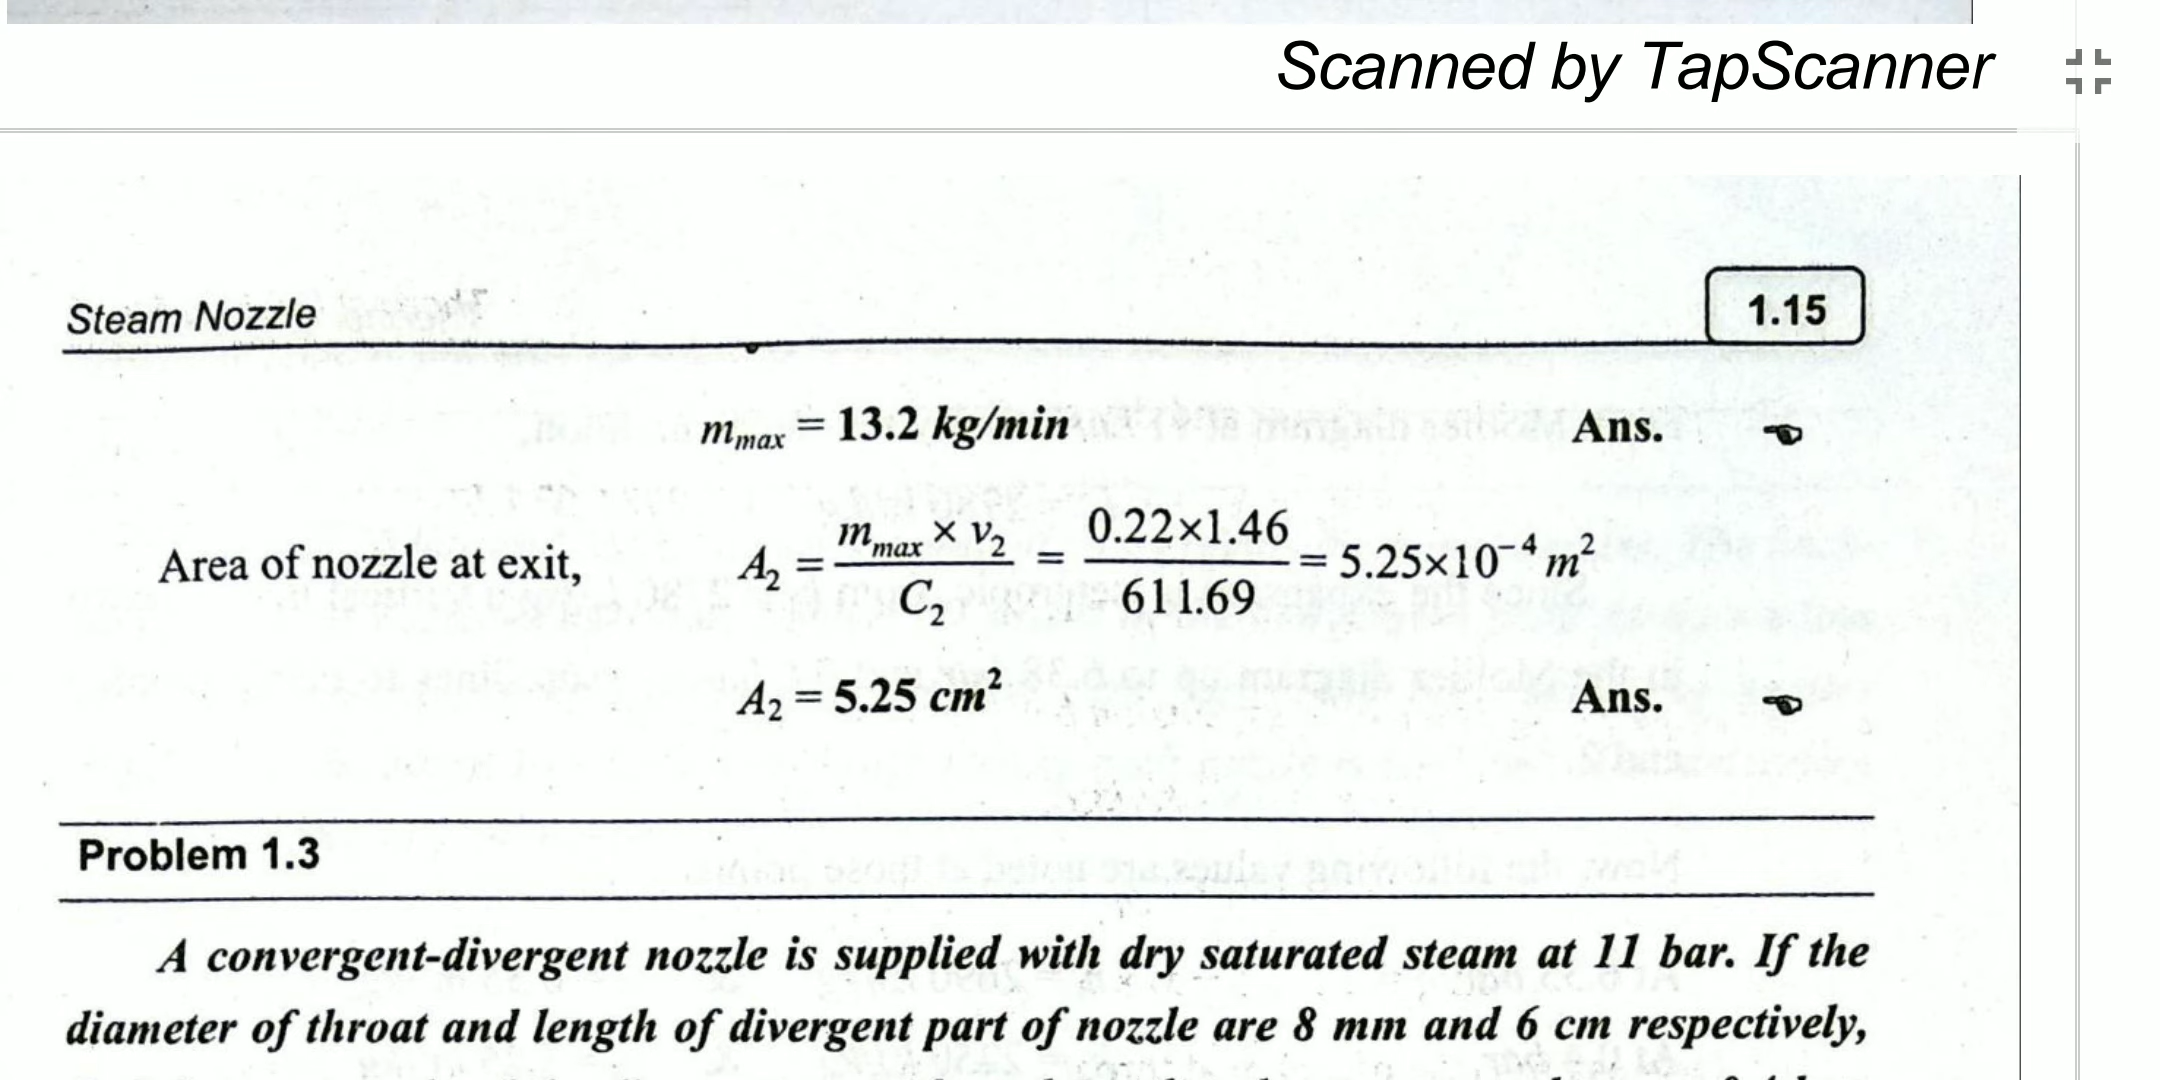 Scanned by TapScanner
Steam Nozzle 1.15
m_max = 13.2 kg/min Ans.
Area of nozzle at exit, A₂ = (m_max × v₂)/C₂ = (0.22×1.46)/611.69 = 5.25×10⁻⁴ m²
A₂ = 5.25 cm² Ans.
Problem 1.3
A convergent-divergent nozzle is supplied with dry saturated steam at 11 bar. If the
diameter of throat and length of divergent part of nozzle are 8 mm and 6 cm respectively,